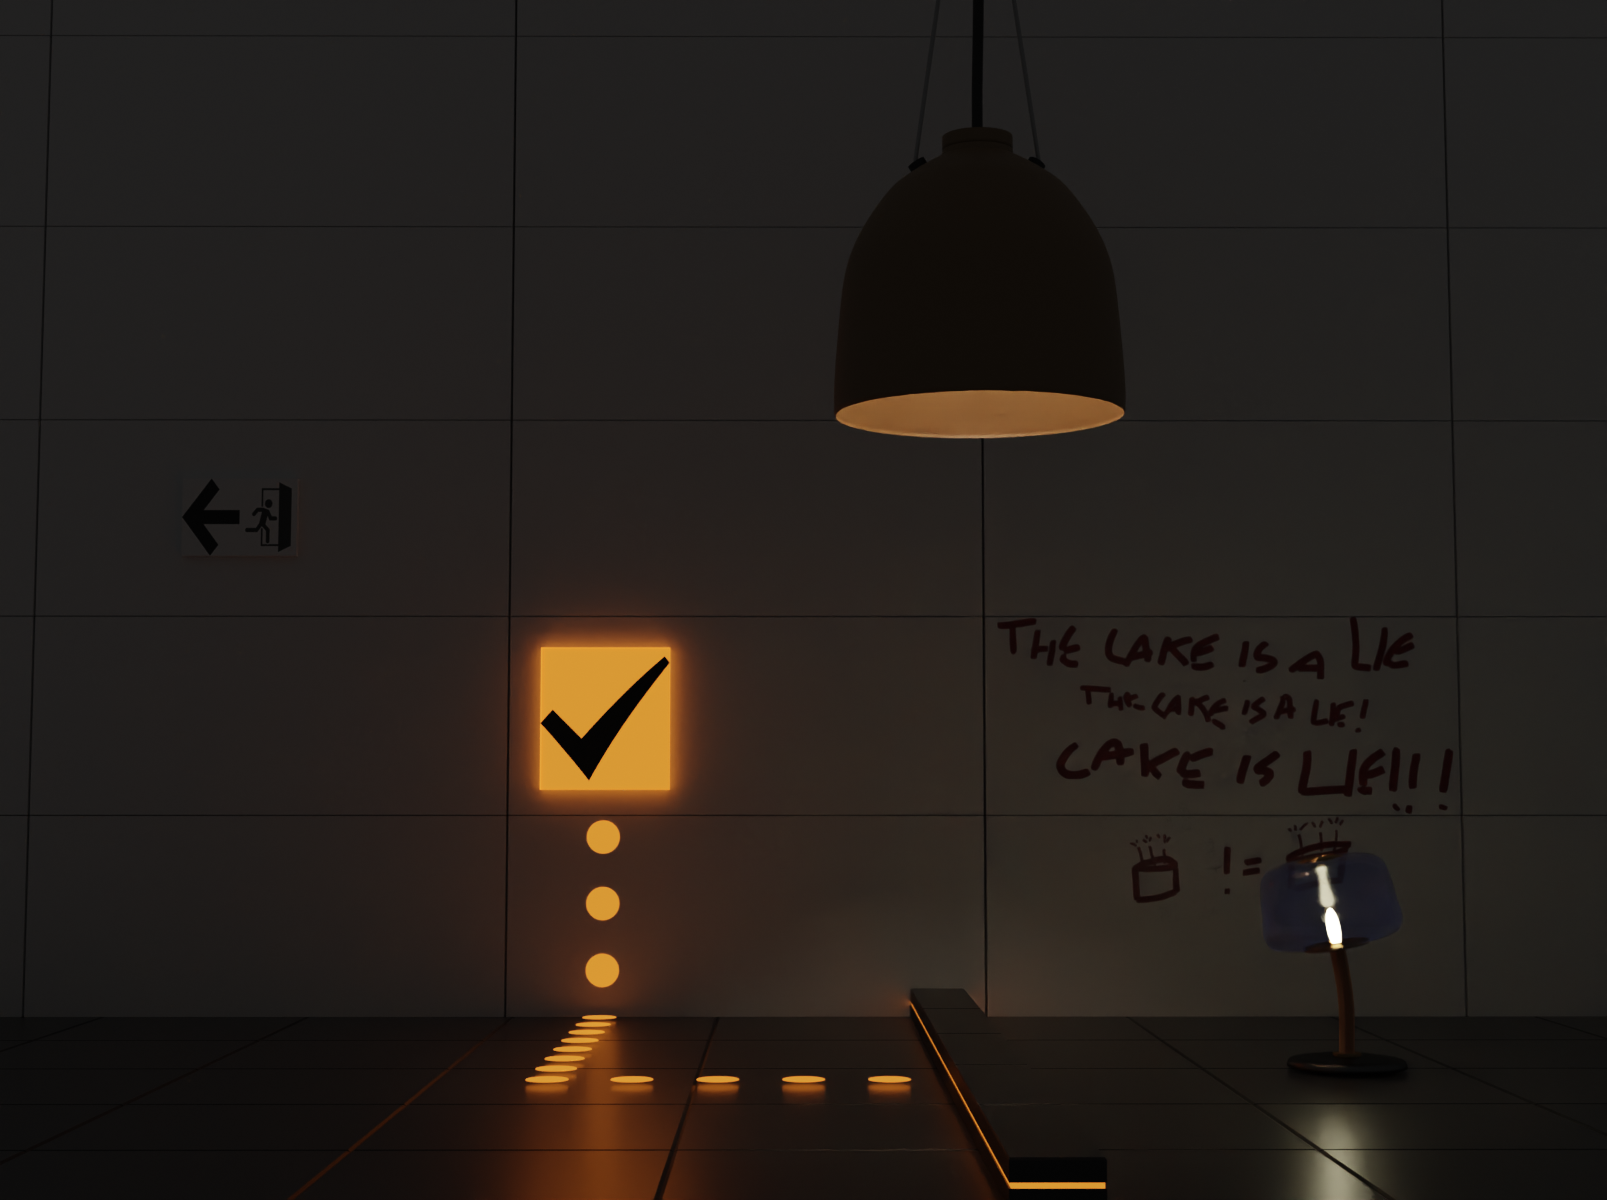 THE CAKE IS A LIE
THE CAKE IS A LIE!
CAKE IS LIE!!!
!=